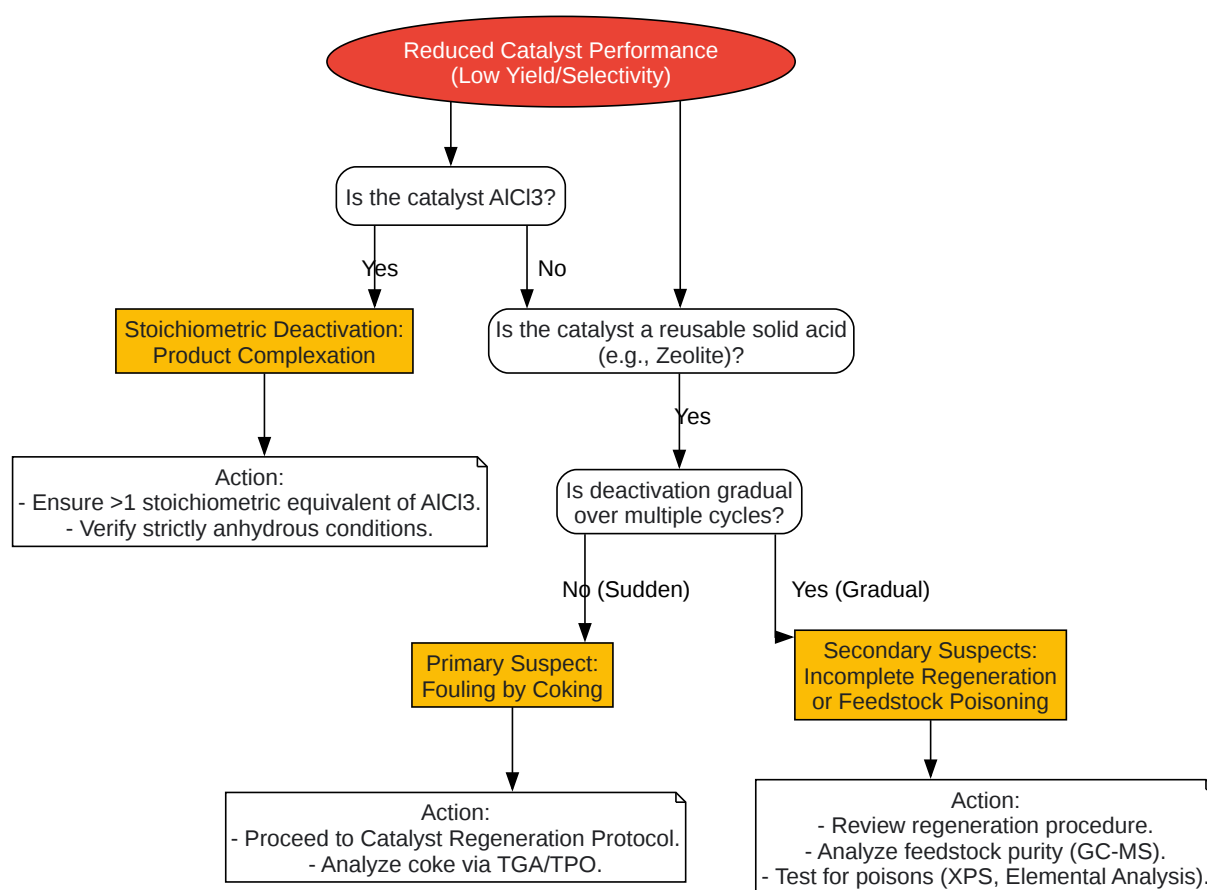 Reduced Catalyst Performance
(Low Yield/Selectivity)
Is the catalyst AlCl3?
Yes
No
Stoichiometric Deactivation:
Product Complexation
Is the catalyst a reusable solid acid
(e.g., Zeolite)?
Yes
Action:
- Ensure >1 stoichiometric equivalent of AlCl3.
- Verify strictly anhydrous conditions.
Is deactivation gradual
over multiple cycles?
No (Sudden)
Yes (Gradual)
Primary Suspect:
Fouling by Coking
Secondary Suspects:
Incomplete Regeneration
or Feedstock Poisoning
Action:
- Proceed to Catalyst Regeneration Protocol.
- Analyze coke via TGA/TPO.
Action:
- Review regeneration procedure.
- Analyze feedstock purity (GC-MS).
- Test for poisons (XPS, Elemental Analysis).